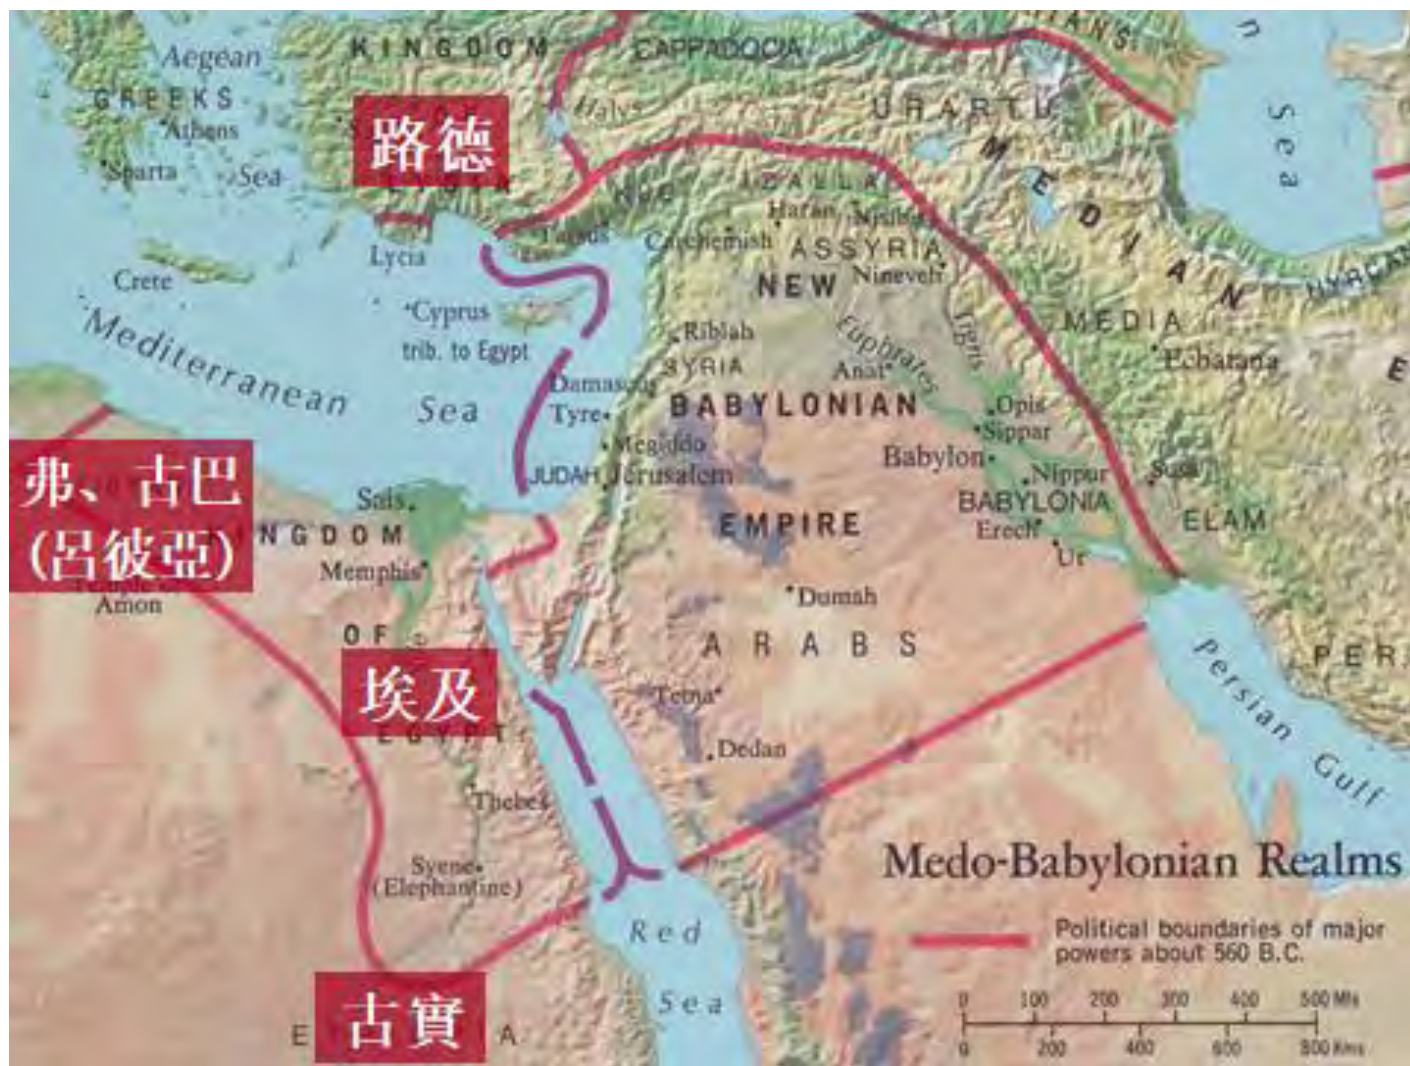 KINGDOM
CAPPADOCIA
Aegean
GREEKS
Athens
Halys
URARTU
Sea
路德
Sparta
Sea
MEDIAN
Haran
Lycia
Tarsus
Carchemish
ASSYRIA
Nineveh
Crete
NEW
Cyprus
trib. to Egypt
Riblah
SYRIA
Euphrates
Tigris
MEDIA
Ecbatana
Anat
Mediterranean
Sea
Damascus
BABYLONIAN
Tyre
Opis
Sippar
Megiddo
Babylon
弗、古巴
(呂彼亞)
JUDAH Jerusalem
Nippur
Susa
Sais
BABYLONIA
EMPIRE
Erech
ELAM
INGDOM
Ur
Memphis
Amon
Dumah
OF
ARABS
PER
埃及
Tema
Persian Gulf
EGYPT
Dedan
Thebes
Syene
(Elephantine)
Medo-Babylonian Realms
Red
Sea
Political boundaries of major
powers about 560 B.C.
古實
E
A
0 100 200 300 400 500 Mls
0 200 400 600 800 Kms